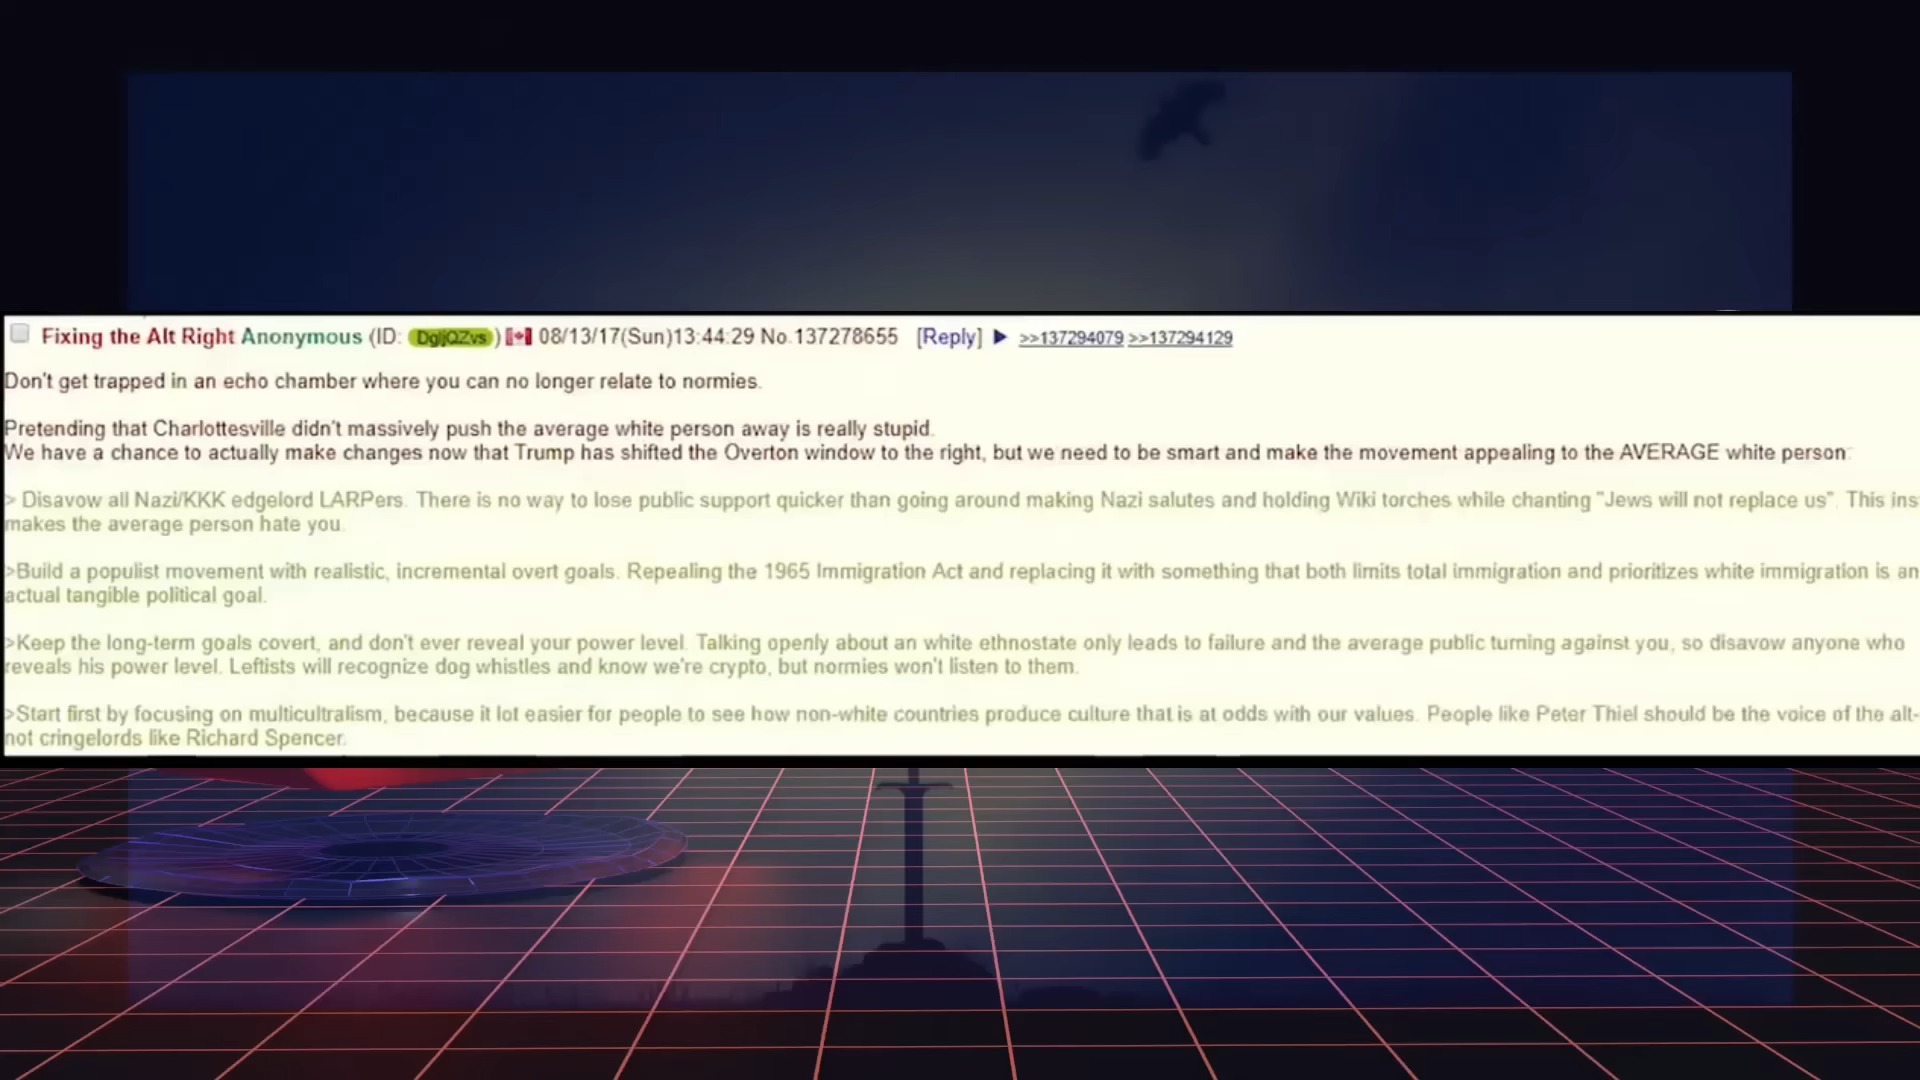 Fixing the Alt Right Anonymous (ID: DgljQZvs) 08/13/17(Sun)13:44:29 No.137278655 [Reply] ▶ >>137294079 >>137294129
Don't get trapped in an echo chamber where you can no longer relate to normies.
Pretending that Charlottesville didn't massively push the average white person away is really stupid.
We have a chance to actually make changes now that Trump has shifted the Overton window to the right, but we need to be smart and make the movement appealing to the AVERAGE white person:
> Disavow all Nazi/KKK edgelord LARPers. There is no way to lose public support quicker than going around making Nazi salutes and holding Wiki torches while chanting "Jews will not replace us". This ins
makes the average person hate you.
>Build a populist movement with realistic, incremental overt goals. Repealing the 1965 Immigration Act and replacing it with something that both limits total immigration and prioritizes white immigration is an
actual tangible political goal.
>Keep the long-term goals covert, and don't ever reveal your power level. Talking openly about an white ethnostate only leads to failure and the average public turning against you, so disavow anyone who
reveals his power level. Leftists will recognize dog whistles and know we're crypto, but normies won't listen to them.
>Start first by focusing on multicultralism, because it lot easier for people to see how non-white countries produce culture that is at odds with our values. People like Peter Thiel should be the voice of the alt-
not cringelords like Richard Spencer.